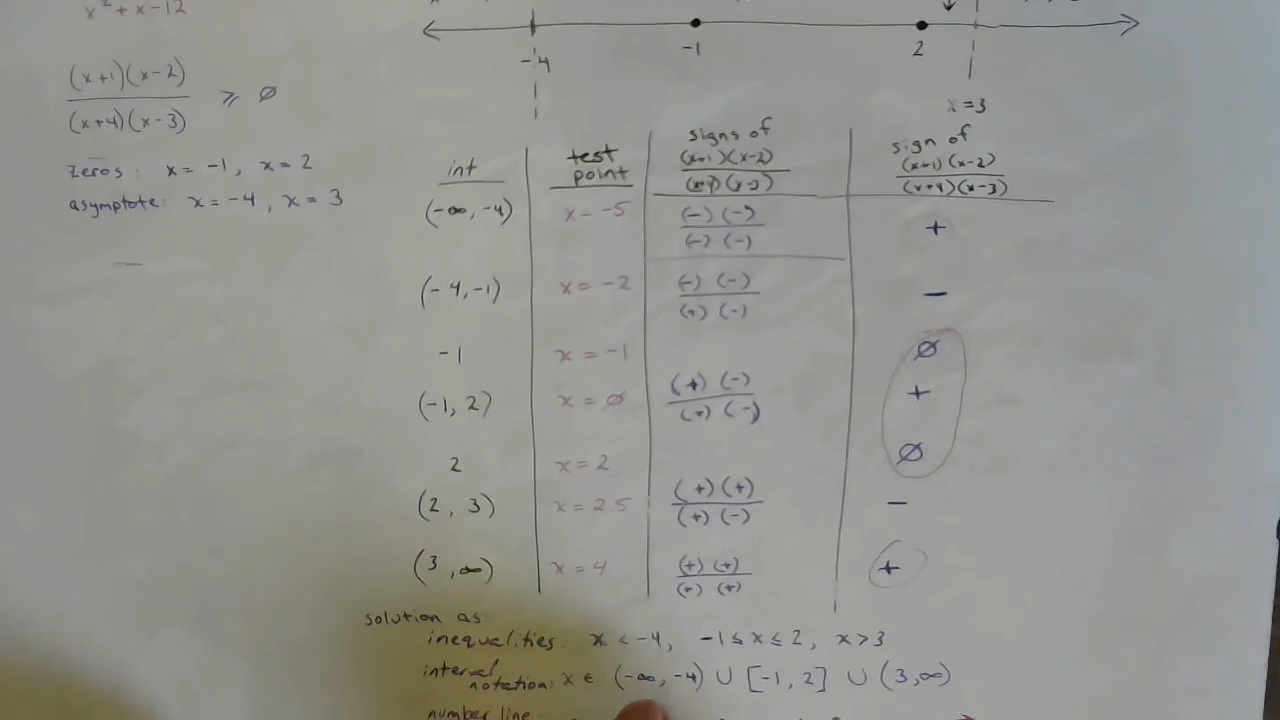 x² + x - 12
(x+1)(x-2)
(x+4)(x-3)
≥ ∅
zeros: x = -1, x = 2
asymptote: x = -4, x = 3
-4
-1
2
x = 3
int
test point
signs of
(x+1)(x-2)
(x+4)(x-3)
sign of
(x+1)(x-2)
(x+4)(x-3)
(-∞, -4) x = -5 (-)(-) / (-)(-) +
(-4, -1) x = -2 (-)(-) / (+)(-) -
-1 x = -1 ∅
(-1, 2) x = ∅ (+)(-) / (+)(-) +
2 x = 2 ∅
(2, 3) x = 2.5 (+)(+) / (+)(-) -
(3, ∞) x = 4 (+)(+) / (+)(+) +
solution as:
inequalities: x < -4, -1 ≤ x ≤ 2, x > 3
interval notation: x ∈ (-∞, -4) ∪ [-1, 2] ∪ (3, ∞)
number line